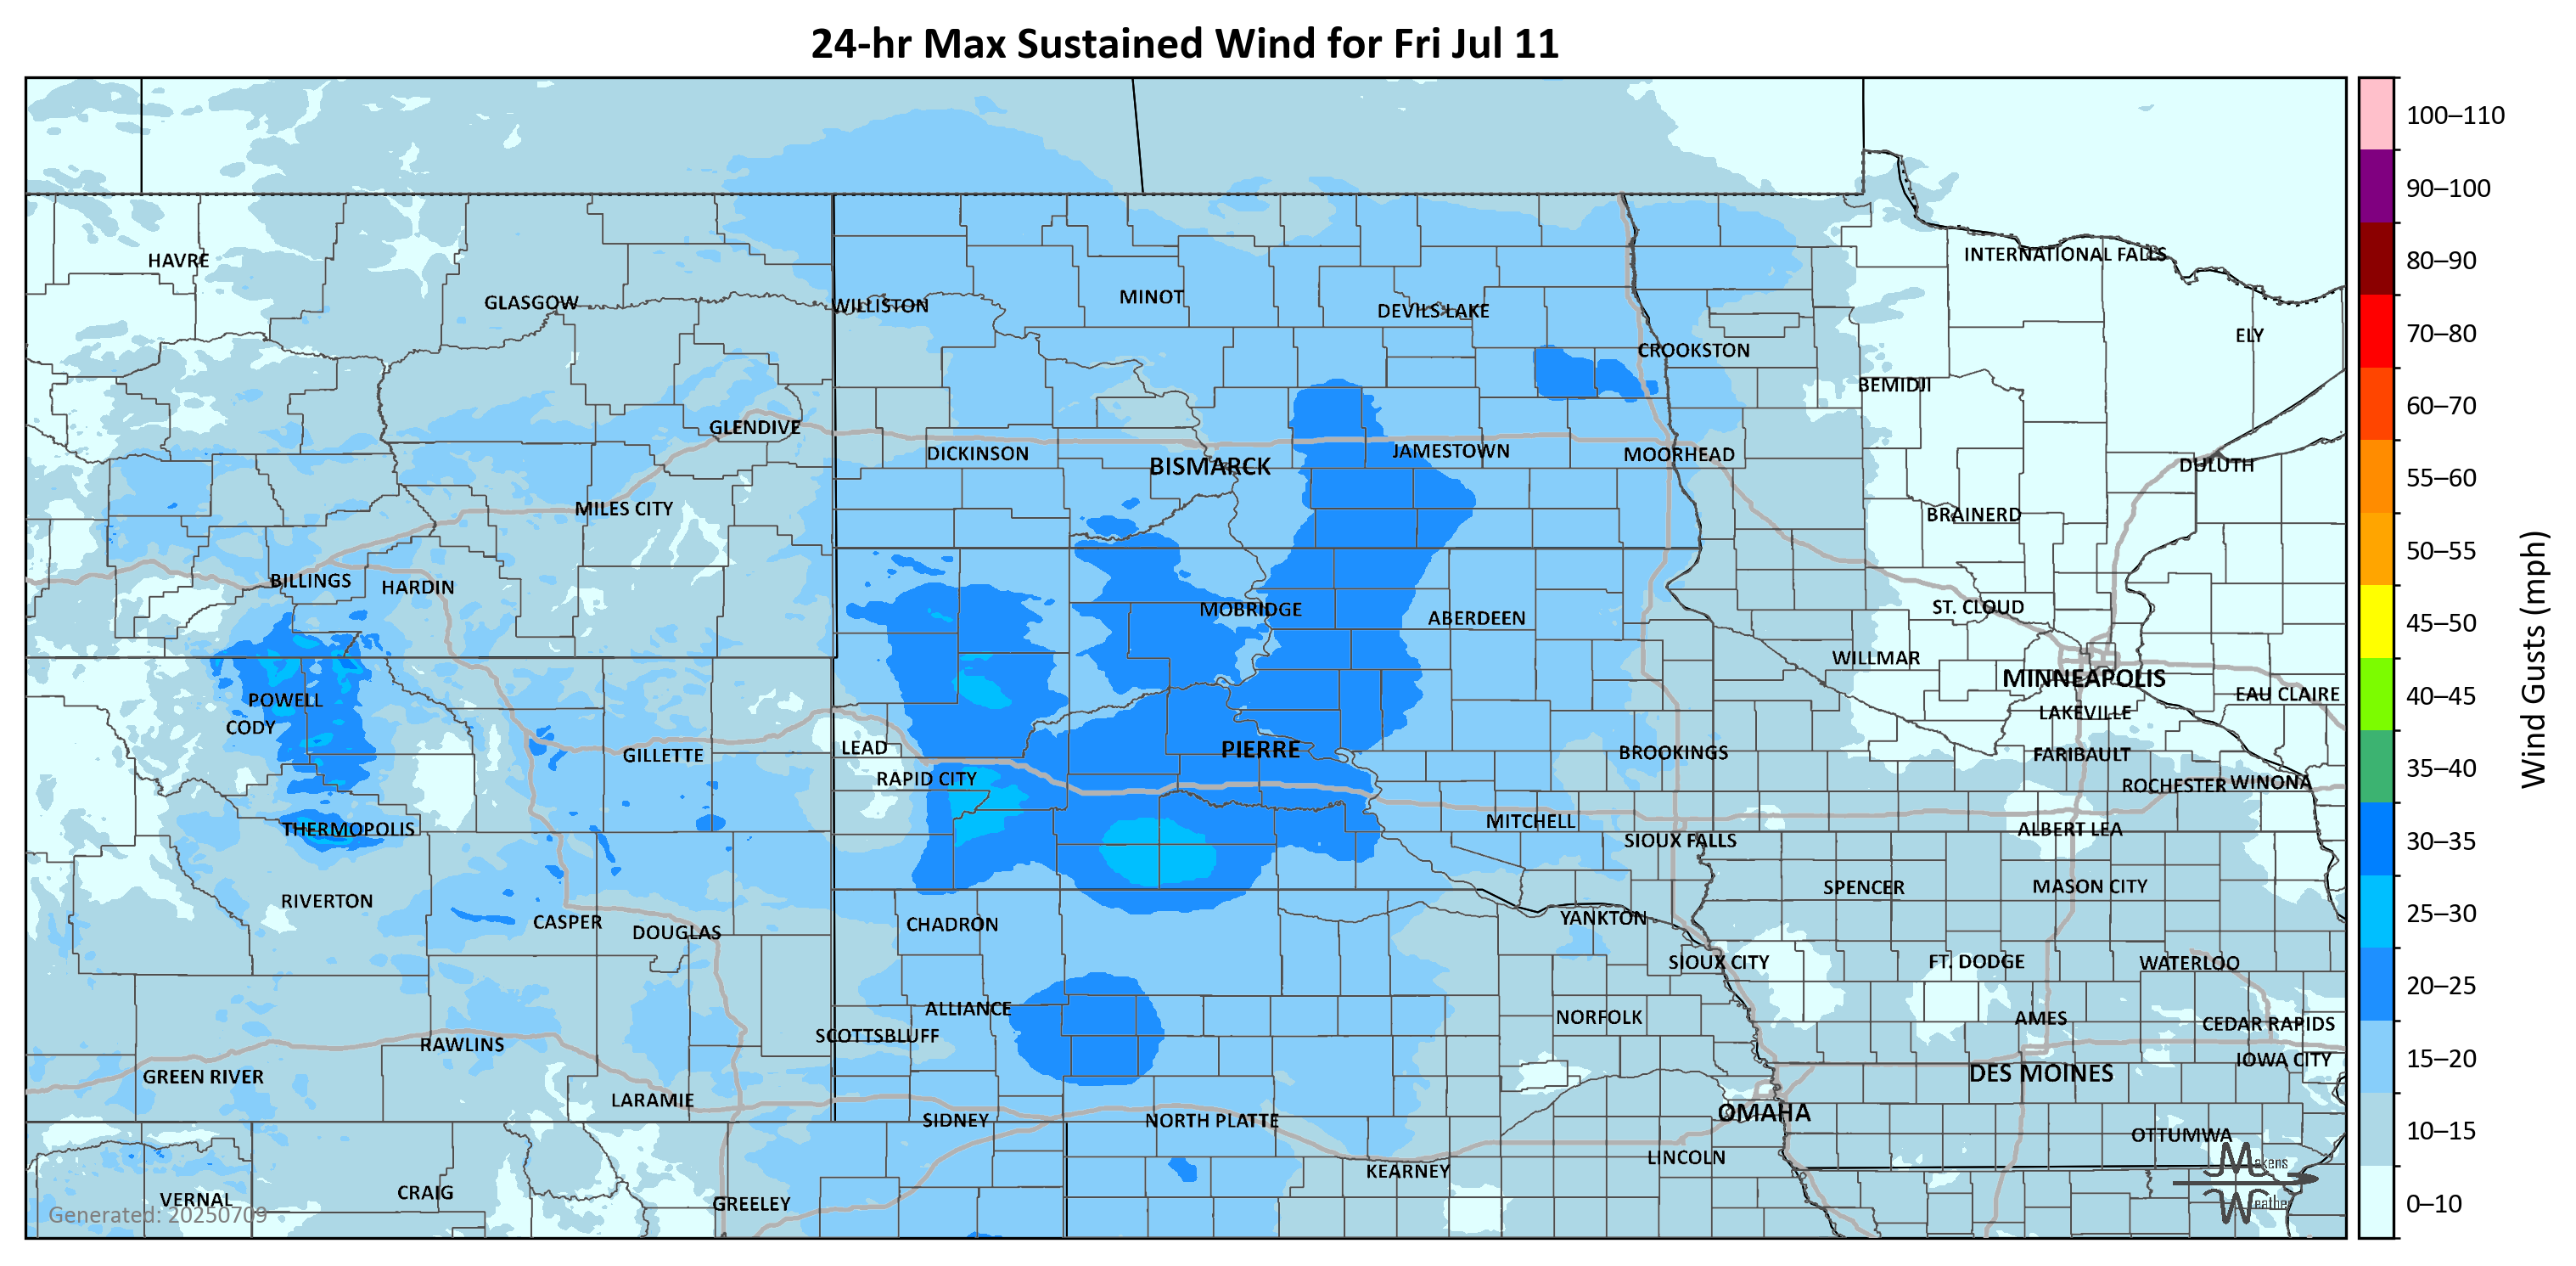 24-hr Max Sustained Wind for Fri Jul 11
100–110
90–100
80–90
70–80
60–70
55–60
50–55
45–50
40–45
35–40
30–35
25–30
20–25
15–20
10–15
0–10
Wind Gusts (mph)
HAVRE
INTERNATIONAL FALLS
GLASGOW
WILLISTON
MINOT
DEVILS LAKE
ELY
CROOKSTON
BEMIDJI
GLENDIVE
DICKINSON
BISMARCK
JAMESTOWN
MOORHEAD
DULUTH
MILES CITY
BRAINERD
BILLINGS
HARDIN
MOBRIDGE
ABERDEEN
ST. CLOUD
WILLMAR
MINNEAPOLIS
EAU CLAIRE
POWELL
CODY
LAKEVILLE
GILLETTE
LEAD
PIERRE
BROOKINGS
FARIBAULT
RAPID CITY
ROCHESTER
WINONA
THERMOPOLIS
MITCHELL
SIOUX FALLS
ALBERT LEA
RIVERTON
SPENCER
MASON CITY
CASPER
DOUGLAS
CHADRON
YANKTON
SIOUX CITY
FT. DODGE
WATERLOO
ALLIANCE
SCOTTSBLUFF
NORFOLK
AMES
CEDAR RAPIDS
RAWLINS
IOWA CITY
GREEN RIVER
DES MOINES
LARAMIE
SIDNEY
NORTH PLATTE
OMAHA
OTTUMWA
KEARNEY
LINCOLN
VERNAL
CRAIG
GREELEY
Generated: 20250709
Makens
Weather